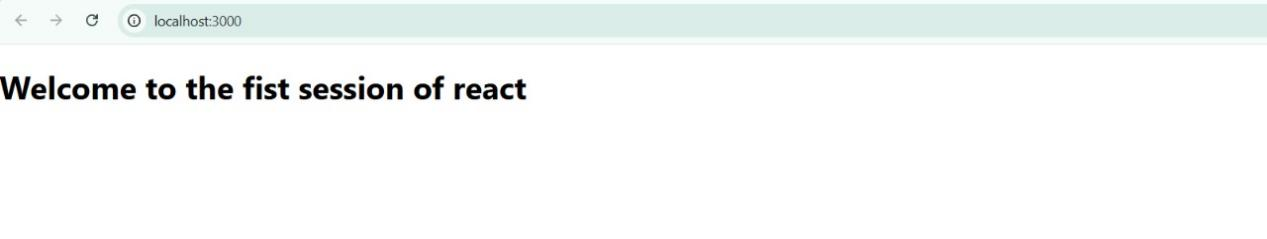 localhost:3000
Welcome to the fist session of react